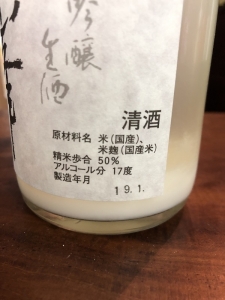 吟醸
生酒
清酒
原材料名 米(国産)、
米麹(国産米)
精米歩合 50%
アルコール分 17度
製造年月
19.1.